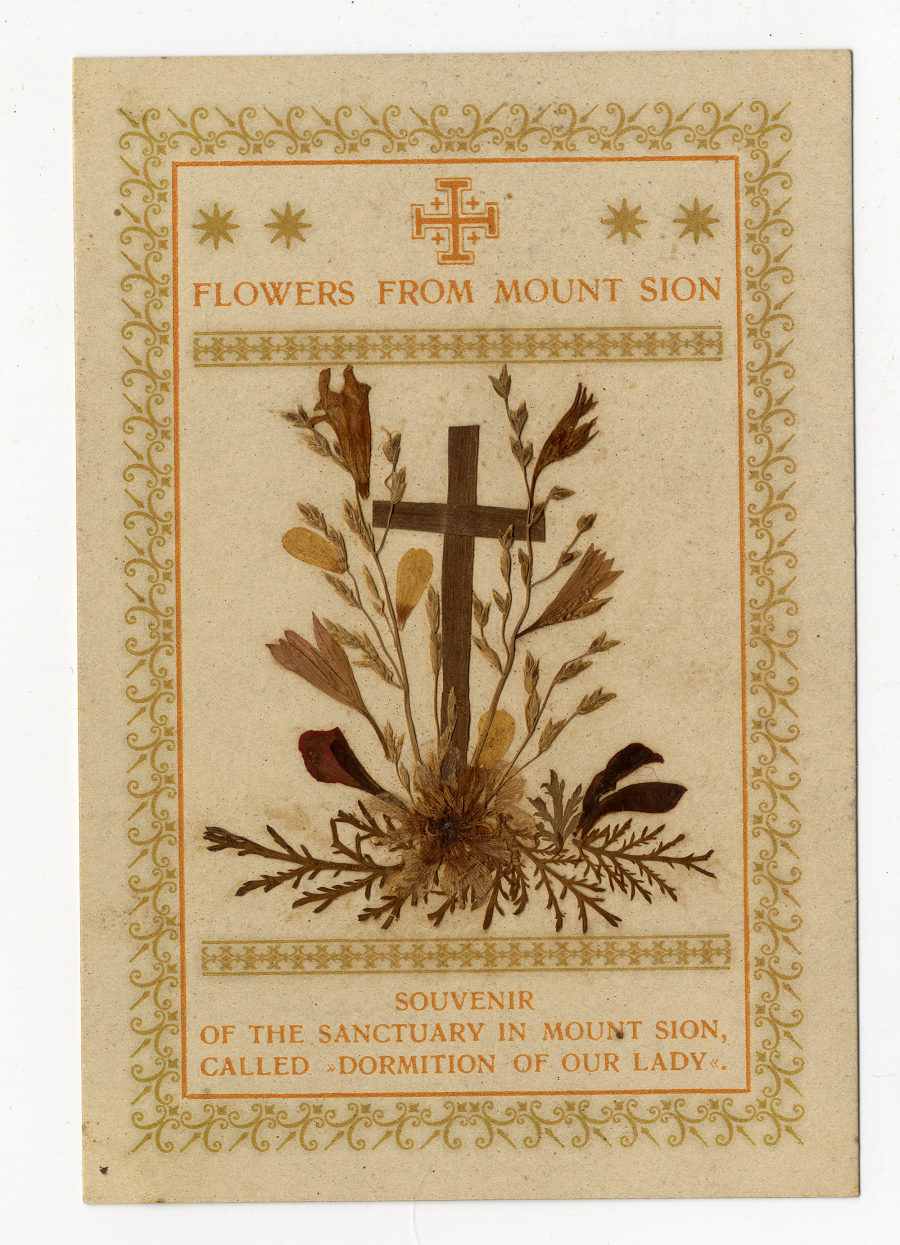 FLOWERS FROM MOUNT SION
SOUVENIR
OF THE SANCTUARY IN MOUNT SION,
CALLED »DORMITION OF OUR LADY«.